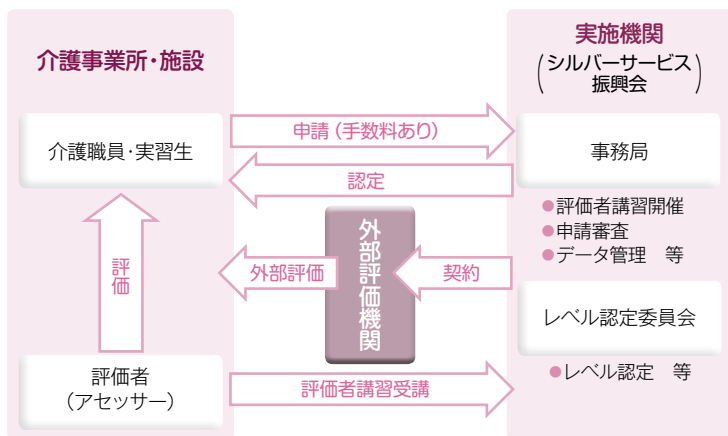 介護事業所・施設
実施機関
(シルバーサービス
振興会)
介護職員・実習生
申請(手数料あり)
認定
事務局
●評価者講習開催
●申請審査
●データ管理　等
評価
外部評価
外部評価機関
契約
レベル認定委員会
●レベル認定　等
評価者
(アセッサー)
評価者講習受講